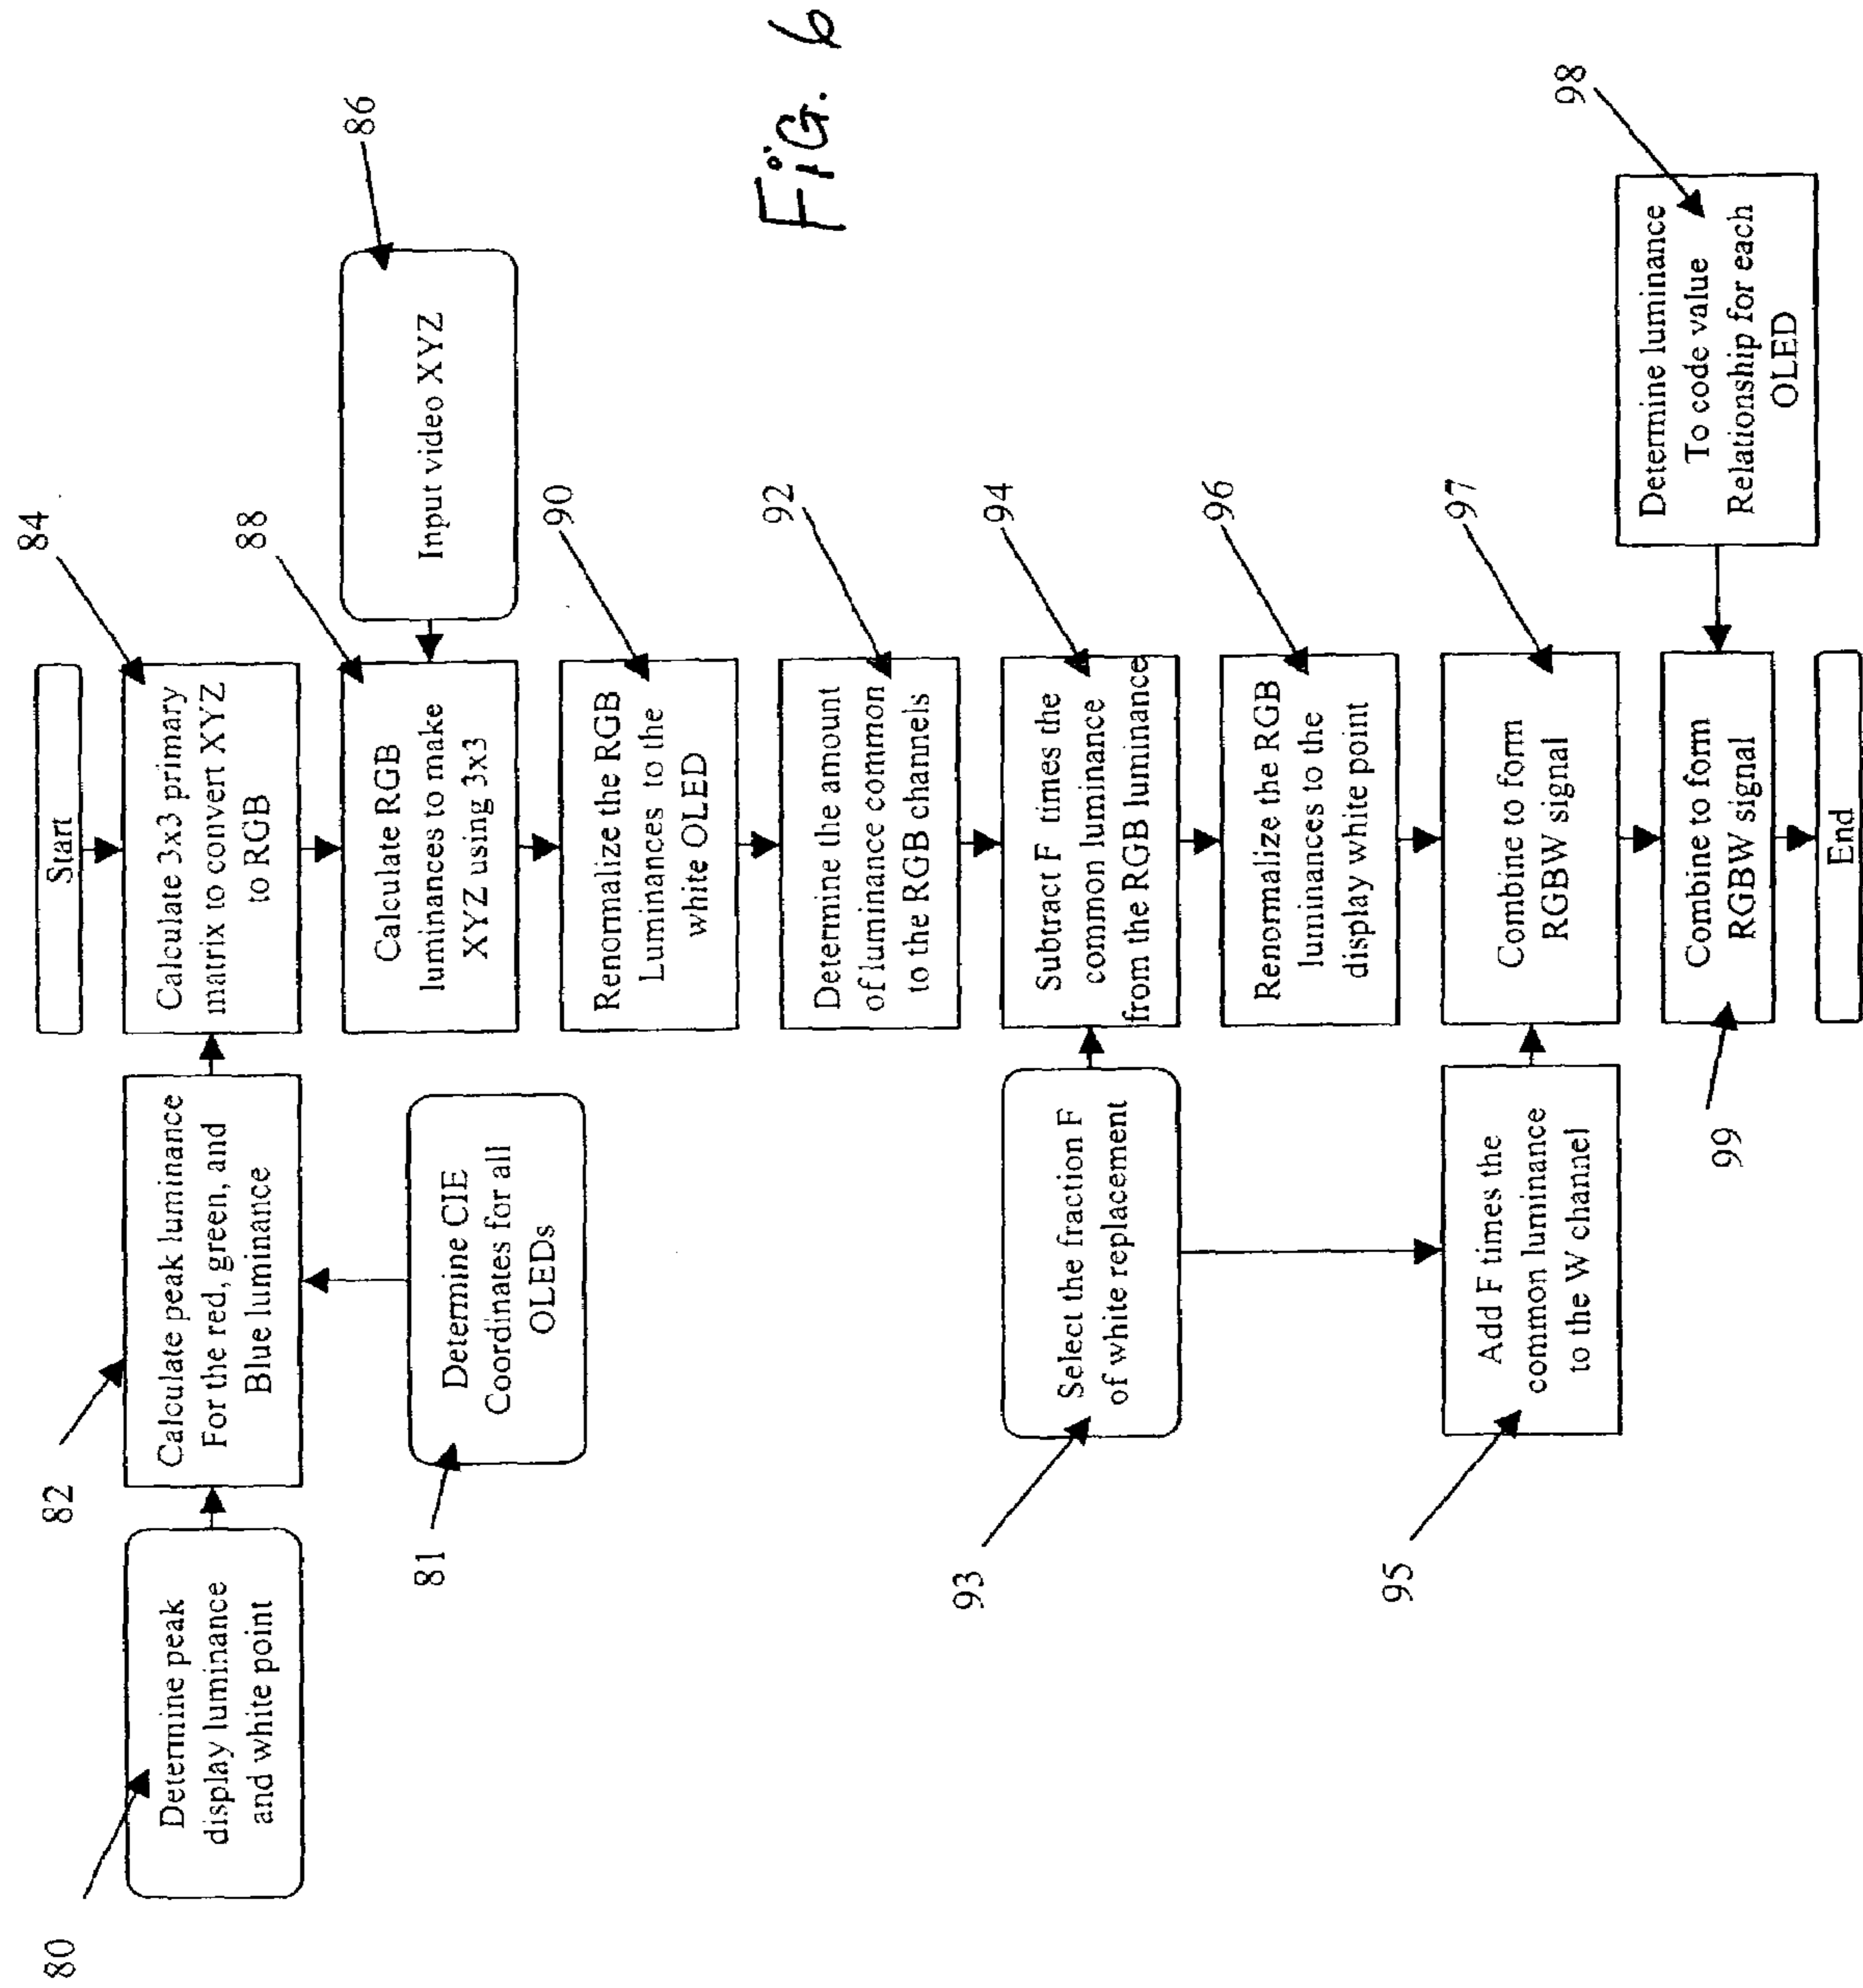 Start
84
Calculate 3x3 primary
matrix to convert XYZ
to RGB
82
Calculate peak luminance
For the red, green, and
Blue luminance
80
Determine peak
display luminance
and white point
81
Determine CIE
Coordinates for all
OLEDs
88
Calculate RGB
luminances to make
XYZ using 3x3
86
Input video XYZ
90
Renormalize the RGB
Luminances to the
white OLED
92
Determine the amount
of luminance common
to the RGB channels
93
Select the fraction F
of white replacement
94
Subtract F times the
common luminance
from the RGB luminance
96
Renormalize the RGB
luminances to the
display white point
95
Add F times the
common luminance
to the W channel
97
Combine to form
RGBW signal
98
Determine luminance
To code value
Relationship for each
OLED
99
Combine to form
RGBW signal
End
Fig. 6